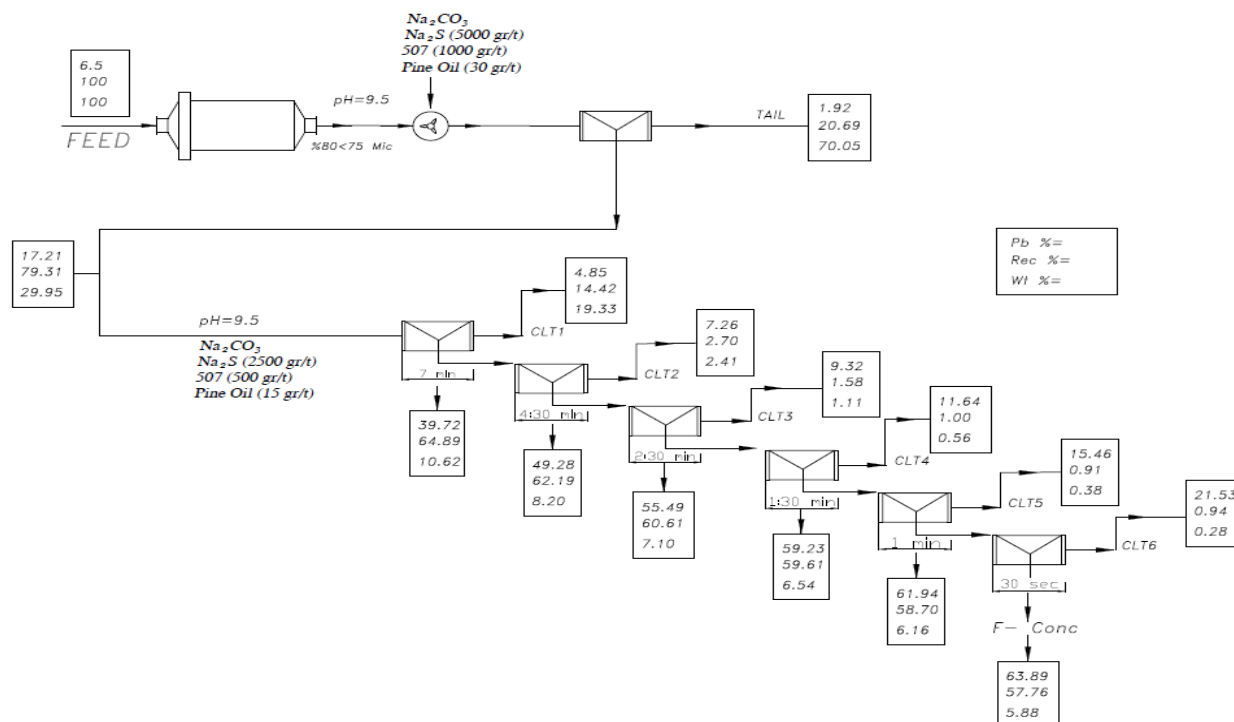 Na₂CO₃
Na₂S (5000 gr/t)
507 (1000 gr/t)
Pine Oil (30 gr/t)
6.5
100
100
FEED
pH=9.5
%80<75 Mic
TAIL
1.92
20.69
70.05
17.21
79.31
29.95
Pb %=
Rec %=
Wt %=
pH=9.5
Na₂CO₃
Na₂S (2500 gr/t)
507 (500 gr/t)
Pine Oil (15 gr/t)
7 min
CLT1
4.85
14.42
19.33
39.72
64.89
10.62
4:30 min
CLT2
7.26
2.70
2.41
49.28
62.19
8.20
2:30 min
CLT3
9.32
1.58
1.11
55.49
60.61
7.10
1:30 min
CLT4
11.64
1.00
0.56
59.23
59.61
6.54
1 min
CLT5
15.46
0.91
0.38
61.94
58.70
6.16
30 sec
CLT6
21.53
0.94
0.28
F- Conc
63.89
57.76
5.88